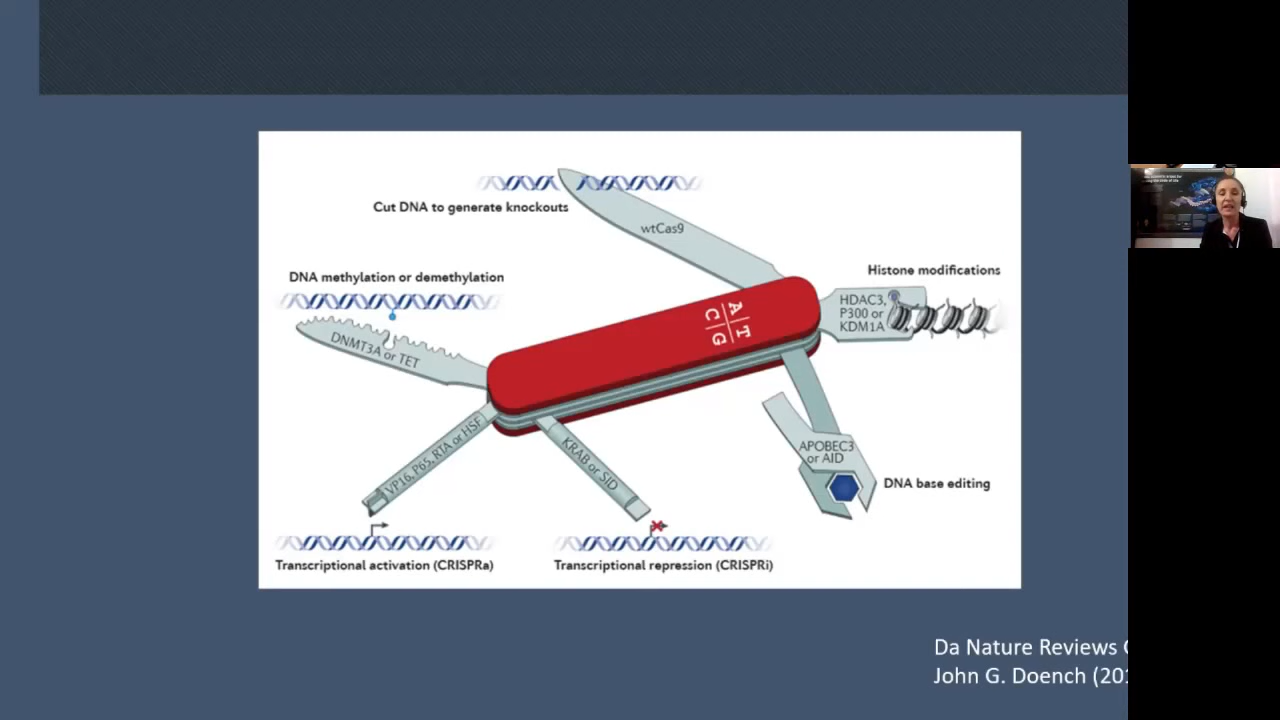 Cut DNA to generate knockouts
wtCas9
DNA methylation or demethylation
DNMT3A or TET
A T
C G
Histone modifications
HDAC3,
P300 or
KDM1A
VP16, P65, RTA or HSF
KRAB or SID
APOBEC3
or AID
DNA base editing
Transcriptional activation (CRISPRa)
Transcriptional repression (CRISPRi)
Da Nature Reviews
John G. Doench (201